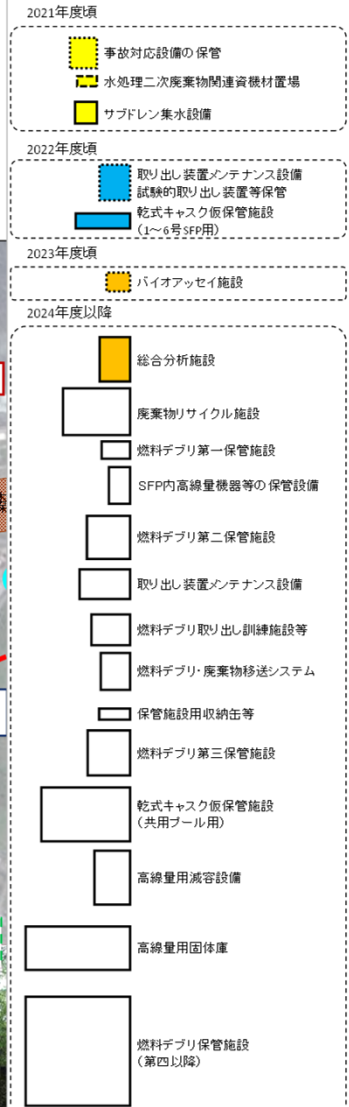 2021年度頃
事故対応設備の保管
水処理二次廃棄物関連資機材置場
サブドレン集水設備
2022年度頃
取り出し装置メンテナンス設備
試験的取り出し装置等保管
乾式キャスク仮保管施設
(1～6号SFP用)
2023年度頃
バイオアッセイ施設
2024年度以降
総合分析施設
廃棄物リサイクル施設
燃料デブリ第一保管施設
SFP内高線量機器等の保管設備
燃料デブリ第二保管施設
取り出し装置メンテナンス設備
燃料デブリ取り出し訓練施設等
燃料デブリ・廃棄物移送システム
保管施設用収納缶等
燃料デブリ第三保管施設
乾式キャスク仮保管施設
(共用プール用)
高線量用減容設備
高線量用固体庫
燃料デブリ保管施設
(第四以降)